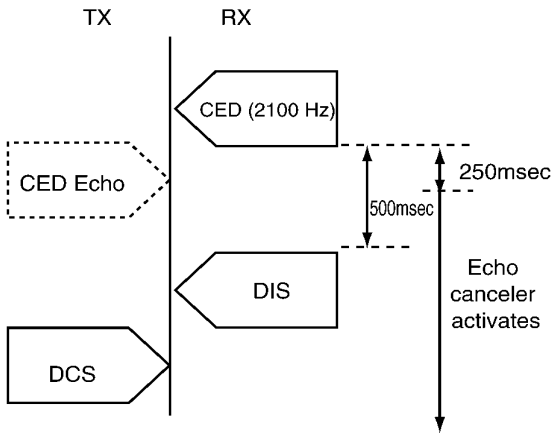 TX
RX
CED (2100 Hz)
CED Echo
250msec
500msec
DIS
Echo
canceler
activates
DCS